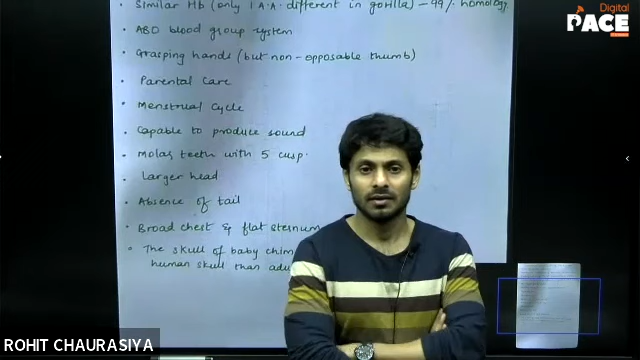 • Similar Hb (only 1 A.A. different in gorilla) – 99% homology.
• ABO blood group system
• Grasping hands (but non-opposable thumb)
• Parental Care
• Menstrual Cycle
• Capable to produce sound
• Molar teeth with 5 cusp.
• Larger head
• Absence of tail
• Broad chest & flat sternum
• The skull of baby chim
human skull than adu
Digital
PACE
ROHIT CHAURASIYA